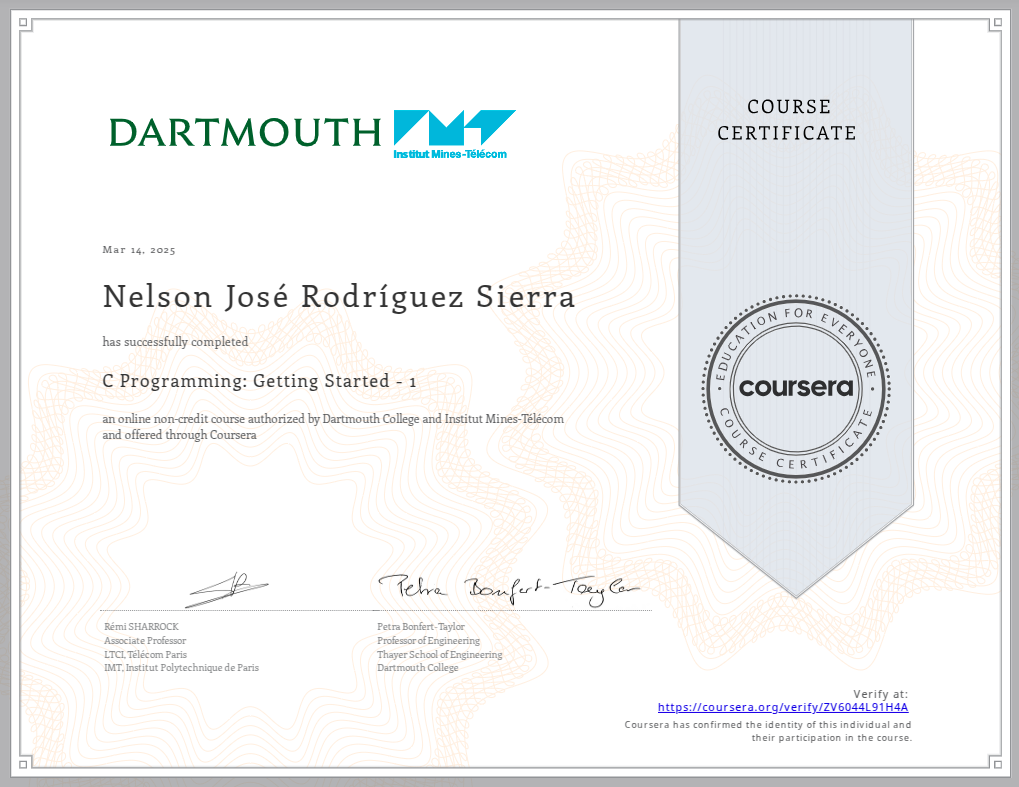 DARTMOUTH
Institut Mines-Télécom
COURSE
CERTIFICATE
Mar 14, 2025
Nelson José Rodríguez Sierra
has successfully completed
C Programming: Getting Started - 1
an online non-credit course authorized by Dartmouth College and Institut Mines-Télécom
and offered through Coursera
EDUCATION FOR EVERYONE
coursera
COURSE CERTIFICATE
Petra Bonfert-Taylor
Rémi SHARROCK
Associate Professor
LTCI, Télécom Paris
IMT, Institut Polytechnique de Paris
Petra Bonfert-Taylor
Professor of Engineering
Thayer School of Engineering
Dartmouth College
Verify at:
https://coursera.org/verify/ZV6044L91H4A
Coursera has confirmed the identity of this individual and
their participation in the course.